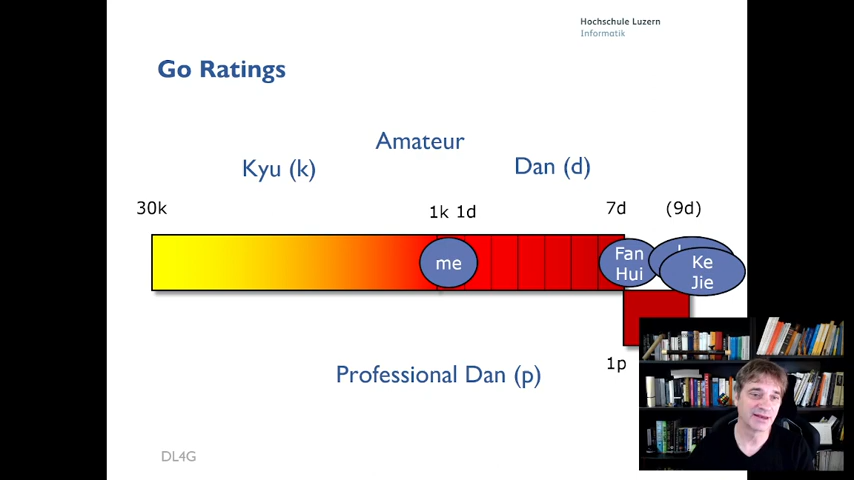 Hochschule Luzern
Informatik
Go Ratings
Amateur
Kyu (k)
Dan (d)
30k
1k 1d
7d
(9d)
me
Fan
Hui
Ke
Jie
1p
Professional Dan (p)
DL4G